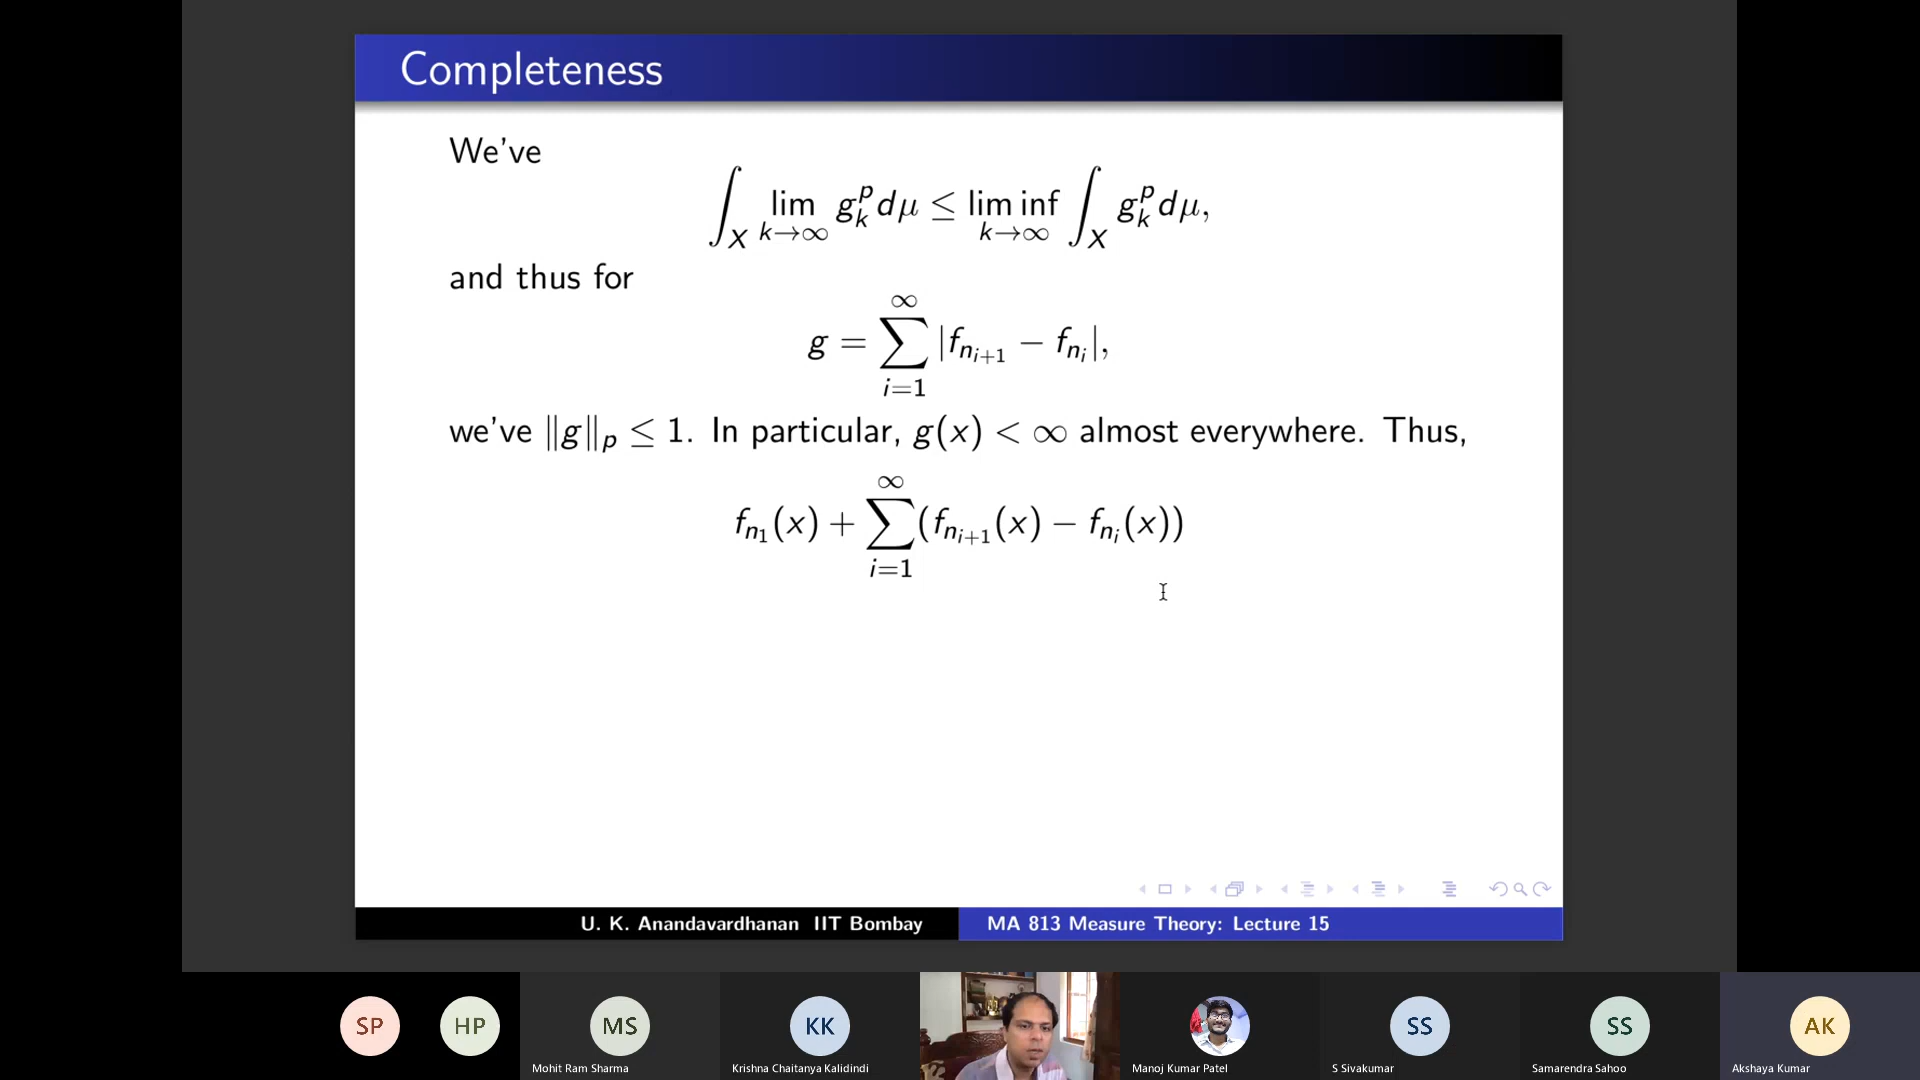 Completeness
We've
∫_X lim_{k→∞} g_k^p dμ ≤ lim inf_{k→∞} ∫_X g_k^p dμ,
and thus for
g = ∑_{i=1}^∞ |f_{n_{i+1}} − f_{n_i}|,
we've ‖g‖_p ≤ 1. In particular, g(x) < ∞ almost everywhere. Thus,
f_{n_1}(x) + ∑_{i=1}^∞ (f_{n_{i+1}}(x) − f_{n_i}(x))
U. K. Anandavardhanan IIT Bombay
MA 813 Measure Theory: Lecture 15
SP
HP
MS
KK
SS
SS
AK
Mohit Ram Sharma
Krishna Chaitanya Kalidindi
Manoj Kumar Patel
S Sivakumar
Samarendra Sahoo
Akshaya Kumar